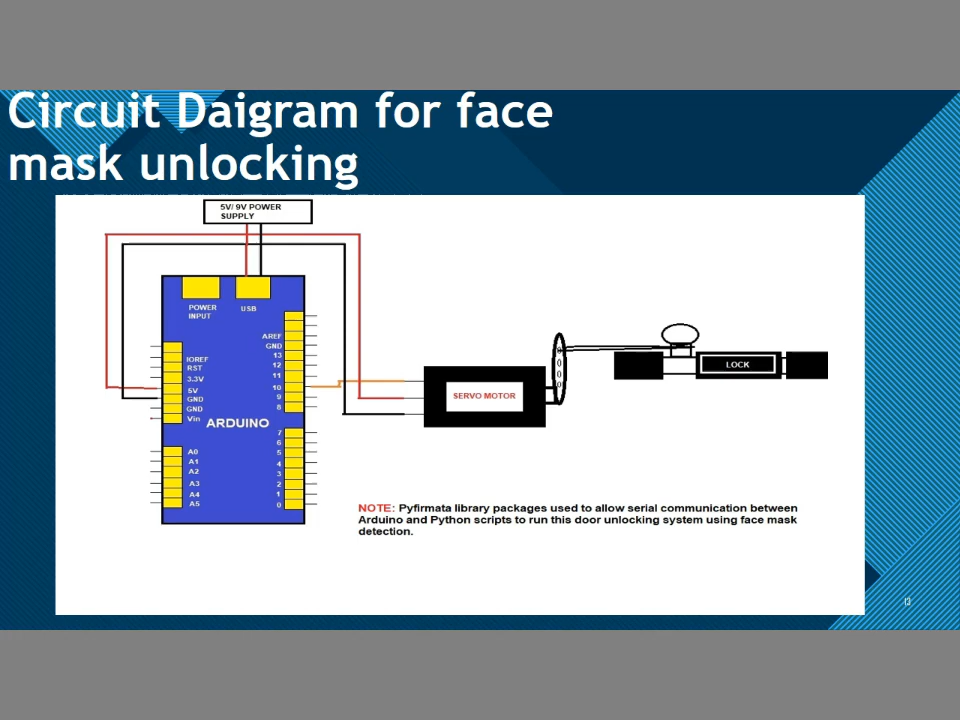 Circuit Daigram for face
mask unlocking
5V/ 9V POWER
SUPPLY
POWER
INPUT
USB
AREF
GND
13
12
11
10
9
8
IOREF
RST
3.3V
5V
GND
GND
Vin
ARDUINO
7
6
5
4
3
2
1
0
A0
A1
A2
A3
A4
A5
SERVO MOTOR
LOCK
NOTE: Pyfirmata library packages used to allow serial communication between
Arduino and Python scripts to run this door unlocking system using face mask
detection.
13